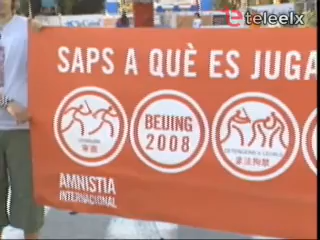 teleelx
SAPS A QUÈ ES JUGA
BEIJING
2008
AMNISTIA
INTERNACIONAL